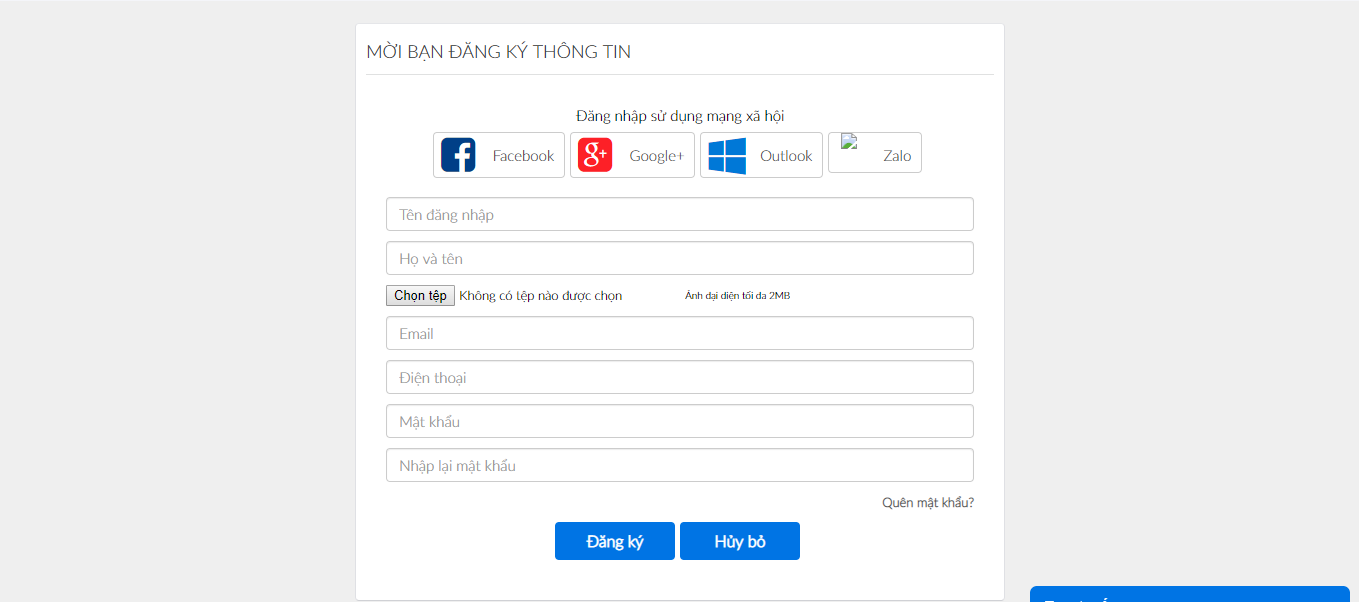 MỜI BẠN ĐĂNG KÝ THÔNG TIN
Đăng nhập sử dụng mạng xã hội
Facebook Google+ Outlook Zalo
Tên đăng nhập
Họ và tên
Chọn tệp Không có tệp nào được chọn Ảnh đại diện tối đa 2MB
Email
Điện thoại
Mật khẩu
Nhập lại mật khẩu
Quên mật khẩu?
Đăng ký Hủy bỏ